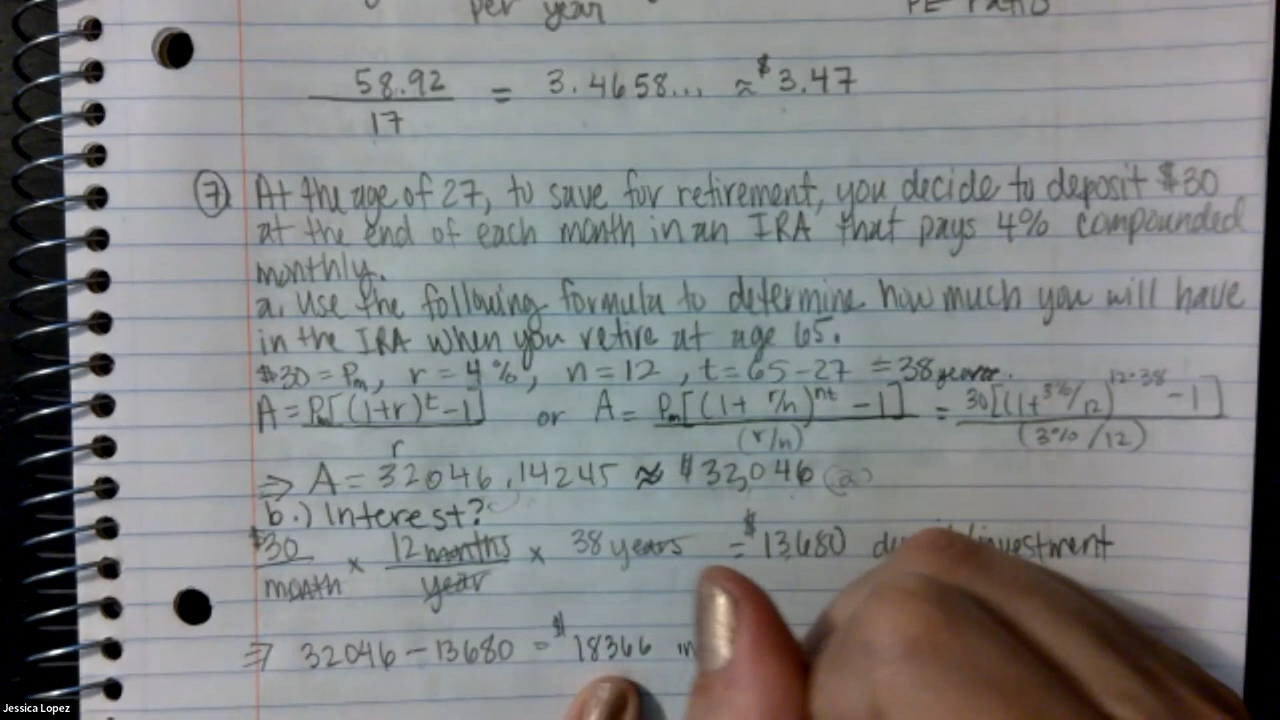 per year PE ratio
58.92 / 17 = 3.4658... ≈ $3.47
⑦ At the age of 27, to save for retirement, you decide to deposit $30
at the end of each month in an IRA that pays 4% compounded
monthly.
a. Use the following formula to determine how much you will have
in the IRA when you retire at age 65.
$30 = Pm, r = 4%, n = 12, t = 65-27 = 38 years.
A = P[(1+r)^t - 1] / r or A = Pm[(1 + r/n)^nt - 1] / (r/n) = 30[(1+3%/12)^12·38 - 1] / (3%/12)
⇒ A = 32046.14245 ≈ $32,046 (a)
b.) Interest?
$30/month × 12 months/year × 38 years = $13680 investment
⇒ 32046 - 13680 = $18366
Jessica Lopez